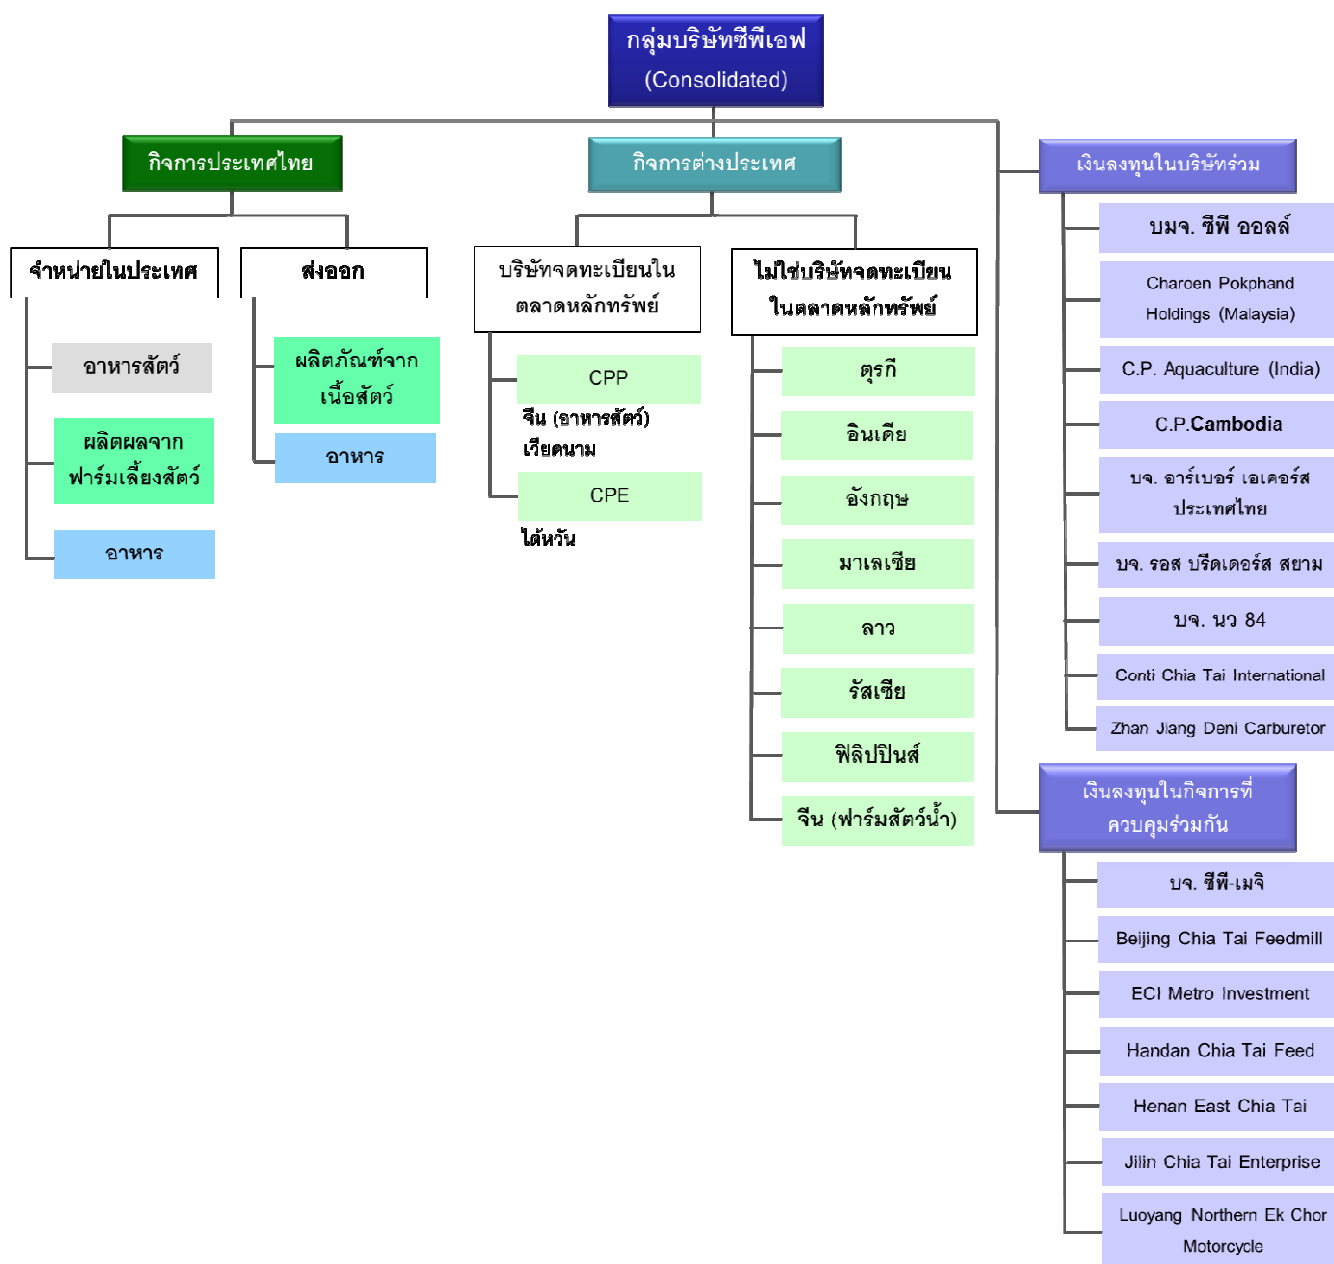 กลุ่มบริษัทซีพีเอฟ
(Consolidated)
กิจการประเทศไทย
จำหน่ายในประเทศ
อาหารสัตว์
ผลิตผลจาก
ฟาร์มเลี้ยงสัตว์
อาหาร
ส่งออก
ผลิตภัณฑ์จาก
เนื้อสัตว์
อาหาร
กิจการต่างประเทศ
บริษัทจดทะเบียนใน
ตลาดหลักทรัพย์
CPP
จีน (อาหารสัตว์)
เวียดนาม
CPE
ไต้หวัน
ไม่ใช่บริษัทจดทะเบียน
ในตลาดหลักทรัพย์
ตุรกี
อินเดีย
อังกฤษ
มาเลเซีย
ลาว
รัสเซีย
ฟิลิปปินส์
จีน (ฟาร์มสัตว์น้ำ)
เงินลงทุนในบริษัทร่วม
บมจ. ซีพี ออลล์
Charoen Pokphand
Holdings (Malaysia)
C.P. Aquaculture (India)
C.P.Cambodia
บจ. อาร์เบอร์ เอเคอร์ส
ประเทศไทย
บจ. รอส บรีดเดอร์ส สยาม
บจ. นว 84
Conti Chia Tai International
Zhan Jiang Deni Carburetor
เงินลงทุนในกิจการที่
ควบคุมร่วมกัน
บจ. ซีพี-เมจิ
Beijing Chia Tai Feedmill
ECI Metro Investment
Handan Chia Tai Feed
Henan East Chia Tai
Jilin Chia Tai Enterprise
Luoyang Northern Ek Chor
Motorcycle